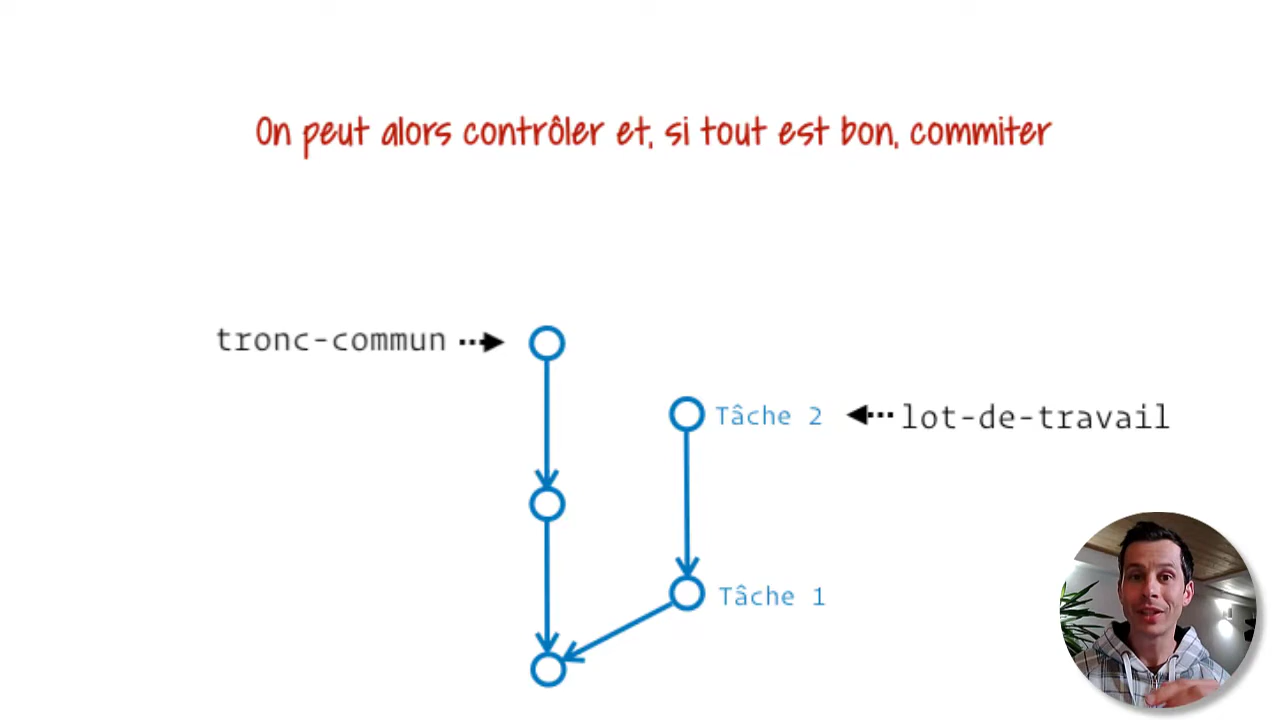 On peut alors contrôler et, si tout est bon, commiter
tronc-commun
Tâche 2
lot-de-travail
Tâche 1